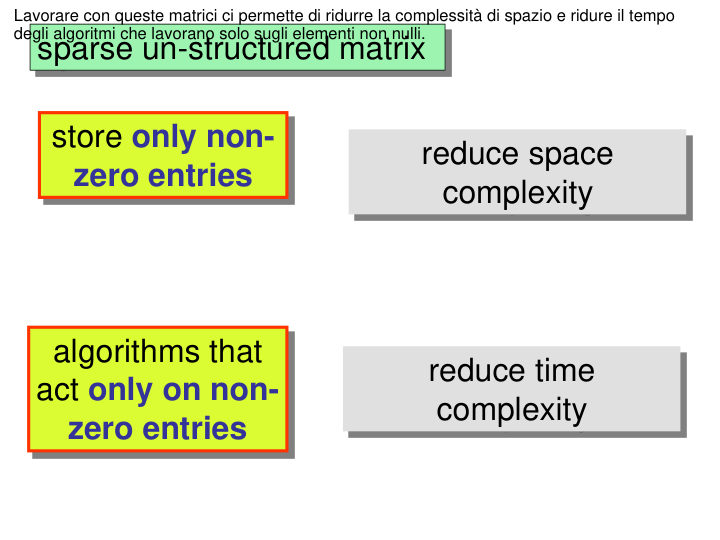 Lavorare con queste matrici ci permette di ridurre la complessità di spazio e ridure il tempo
degli algoritmi che lavorano solo sugli elementi non nulli.
sparse un-structured matrix
store only non-
zero entries
reduce space
complexity
algorithms that
act only on non-
zero entries
reduce time
complexity